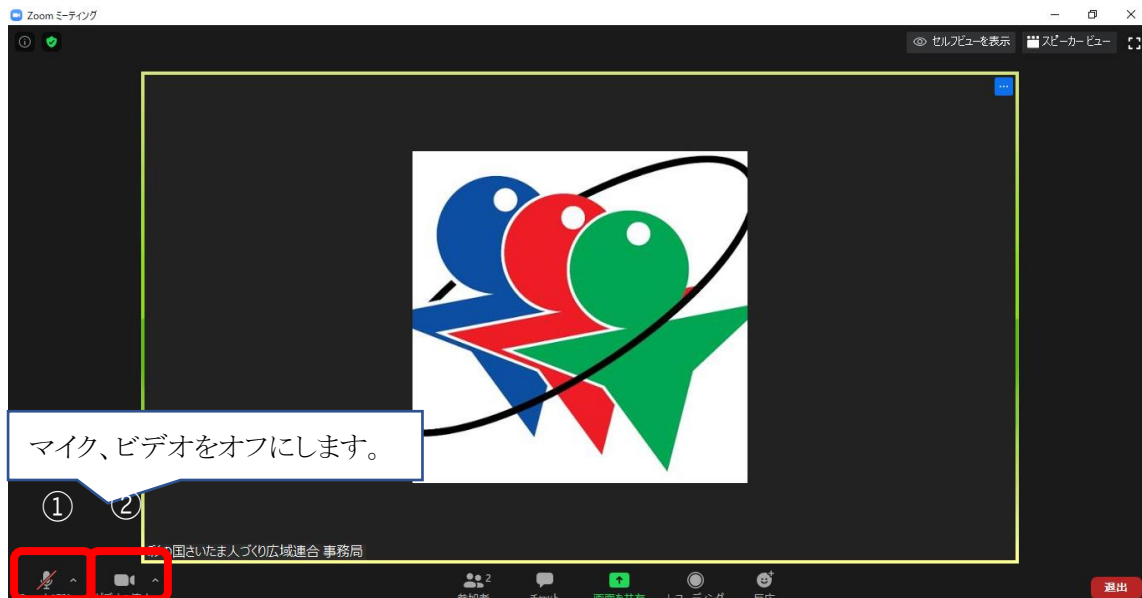 Zoom ミーティング
セルフビューを表示
スピーカー ビュー
マイク、ビデオをオフにします。
① ②
の国さいたま人づくり広域連合 事務局
2
退出